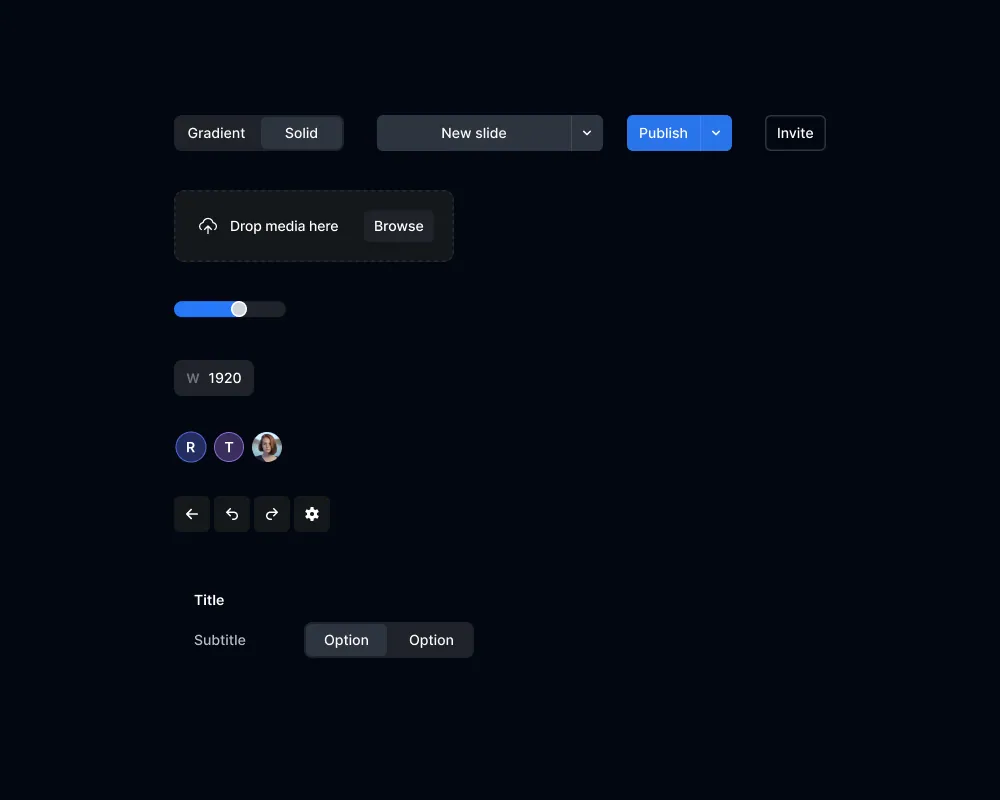 Gradient Solid New slide Publish Invite
Drop media here Browse
W 1920
R T
Title
Subtitle Option Option